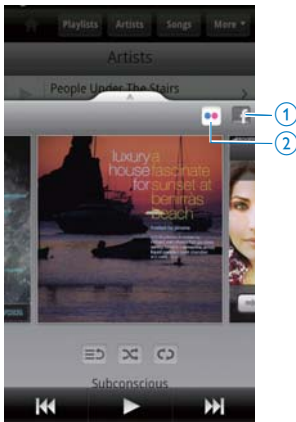 Playlists Artists Songs More
Artists
People Under The Stairs
1
f
2
luxury a
house fascinate
for sunset at
benirras
beach
Subconscious